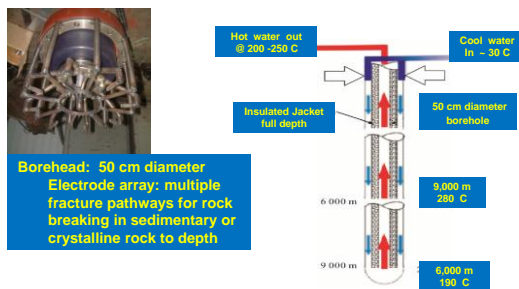 Hot water out
@ 200 -250 C
Cool water
In ~ 30 C
Insulated Jacket
full depth
50 cm diameter
borehole
Borehead: 50 cm diameter
Electrode array: multiple
fracture pathways for rock
breaking in sedimentary or
crystalline rock to depth
6 000 m
9,000 m
280 C
9 000 m
6,000 m
190 C